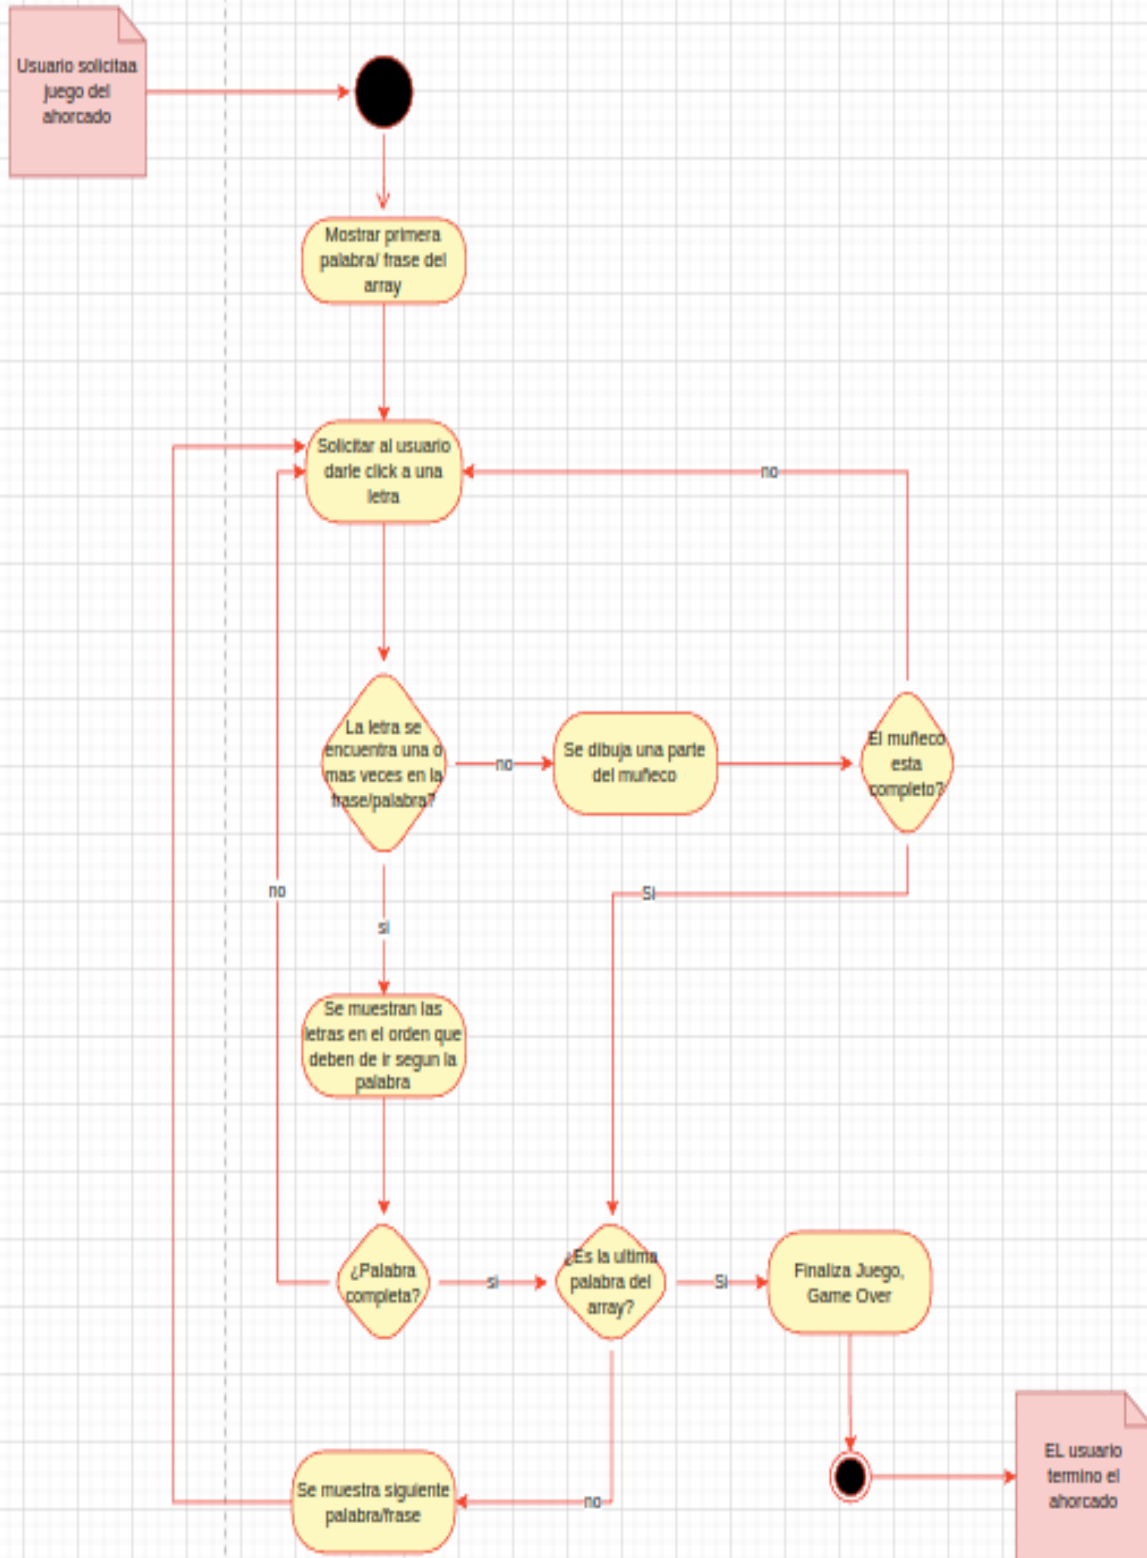 Usuario solicitaa
juego del
ahorcado
Mostrar primera
palabra/ frase del
array
Solicitar al usuario
darle click a una
letra
no
La letra se
encuentra una o
mas veces en la
frase/palabra?
no
Se dibuja una parte
del muñeco
El muñeco
esta
completo?
no
Si
si
Se muestran las
letras en el orden que
deben de ir segun la
palabra
¿Palabra
completa?
si
¿Es la ultima
palabra del
array?
Si
Finaliza Juego,
Game Over
Se muestra siguiente
palabra/frase
no
EL usuario
termino el
ahorcado